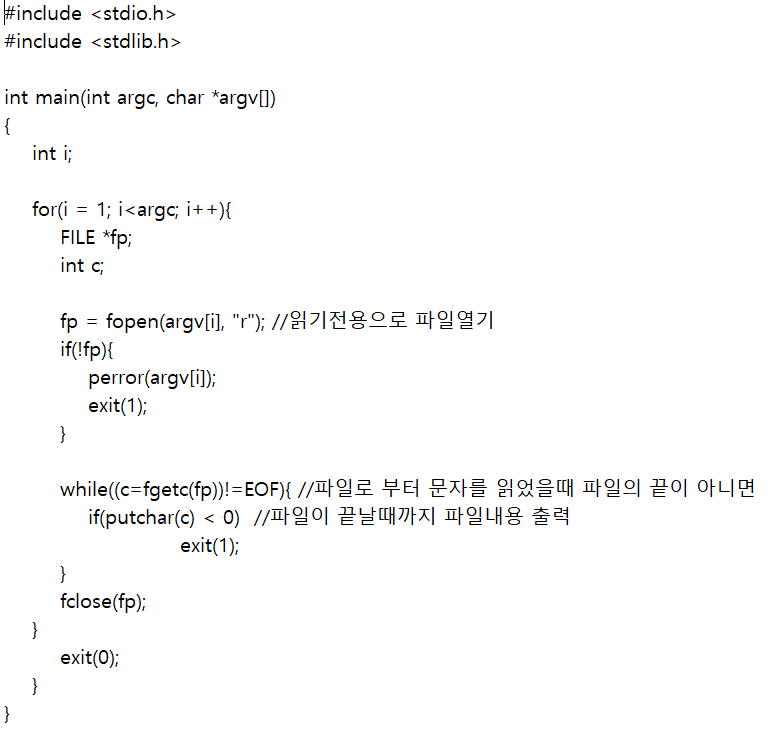 #include <stdio.h>
#include <stdlib.h>
int main(int argc, char *argv[])
{
int i;
for(i = 1; i<argc; i++){
FILE *fp;
int c;
fp = fopen(argv[i], "r"); //읽기전용으로 파일열기
if(!fp){
perror(argv[i]);
exit(1);
}
while((c=fgetc(fp))!=EOF){ //파일로 부터 문자를 읽었을때 파일의 끝이 아니면
if(putchar(c) < 0) //파일이 끝날때까지 파일내용 출력
exit(1);
}
fclose(fp);
}
exit(0);
}
}